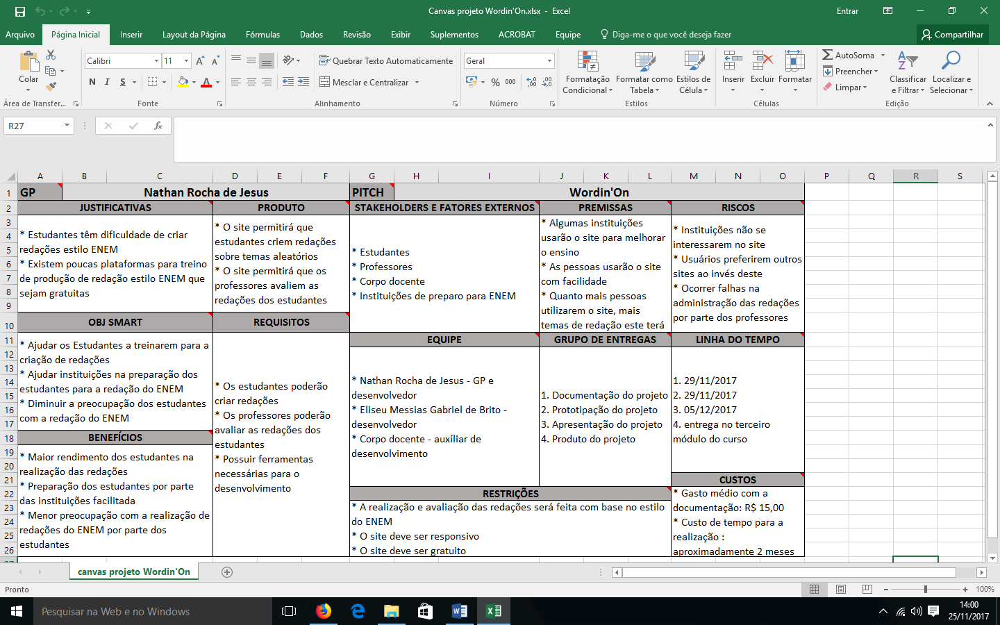 Canvas projeto Wordin'On.xlsx - Excel
Entrar
Arquivo
Página Inicial
Inserir
Layout da Página
Fórmulas
Dados
Revisão
Exibir
Suplementos
ACROBAT
Equipe
Diga-me o que você deseja fazer
Compartilhar
Colar
Área de Transfer...
Calibri
11
N I S
Fonte
Quebrar Texto Automaticamente
Mesclar e Centralizar
Alinhamento
Geral
% 000
Número
Formatação
Condicional
Formatar como
Tabela
Estilos de
Célula
Estilos
Inserir
Excluir
Formatar
Células
AutoSoma
Preencher
Limpar
Classificar
e Filtrar
Localizar e
Selecionar
Edição
R27
fx
A B C D E F G H I J K L M N O P Q R S
1
2
3
4
5
6
7
8
9
10
11
12
13
14
15
16
17
18
19
20
21
22
23
24
25
26
GP
Nathan Rocha de Jesus
PITCH
Wordin'On
JUSTIFICATIVAS
* Estudantes têm dificuldade de criar
redações estilo ENEM
* Existem poucas plataformas para treino
de produção de redação estilo ENEM que
sejam gratuitas
PRODUTO
* O site permitirá que
estudantes criem redações
sobre temas aleatórios
* O site permitirá que os
professores avaliem as
redações dos estudantes
STAKEHOLDERS E FATORES EXTERNOS
* Estudantes
* Professores
* Corpo docente
* Instituições de preparo para ENEM
PREMISSAS
* Algumas instituições
usarão o site para melhorar
o ensino
* As pessoas usarão o site
com facilidade
* Quanto mais pessoas
utilizarem o site, mais
temas de redação este terá
RISCOS
* Instituições não se
interessarem no site
* Usuários preferirem outros
sites ao invés deste
* Ocorrer falhas na
administração das redações
por parte dos professores
OBJ SMART
* Ajudar os Estudantes a treinarem para a
criação de redações
* Ajudar instituições na preparação dos
estudantes para a redação do ENEM
* Diminuir a preocupação dos estudantes
com a redação do ENEM
REQUISITOS
* Os estudantes poderão
criar redações
* Os professores poderão
avaliar as redações dos
estudantes
* Possuir ferramentas
necessárias para o
desenvolvimento
EQUIPE
* Nathan Rocha de Jesus - GP e
desenvolvedor
* Eliseu Messias Gabriel de Brito -
desenvolvedor
* Corpo docente - auxíliar de
desenvolvimento
GRUPO DE ENTREGAS
1. Documentação do projeto
2. Prototipação do projeto
3. Apresentação do projeto
4. Produto do projeto
LINHA DO TEMPO
1. 29/11/2017
2. 29/11/2017
3. 05/12/2017
4. entrega no terceiro
módulo do curso
BENEFÍCIOS
* Maior rendimento dos estudantes na
realização das redações
* Preparação dos estudantes por parte
das instituições facilitada
* Menor preocupação com a realização de
redações do ENEM por parte dos
estudantes
RESTRIÇÕES
* A realização e avaliação das redações será feita com base no estilo
do ENEM
* O site deve ser responsivo
* O site deve ser gratuito
CUSTOS
* Gasto médio com a
documentação: R$ 15,00
* Custo de tempo para a
realização :
aproximadamente 2 meses
canvas projeto Wordin'On
Pronto
100%
Pesquisar na Web e no Windows
14:00
25/11/2017